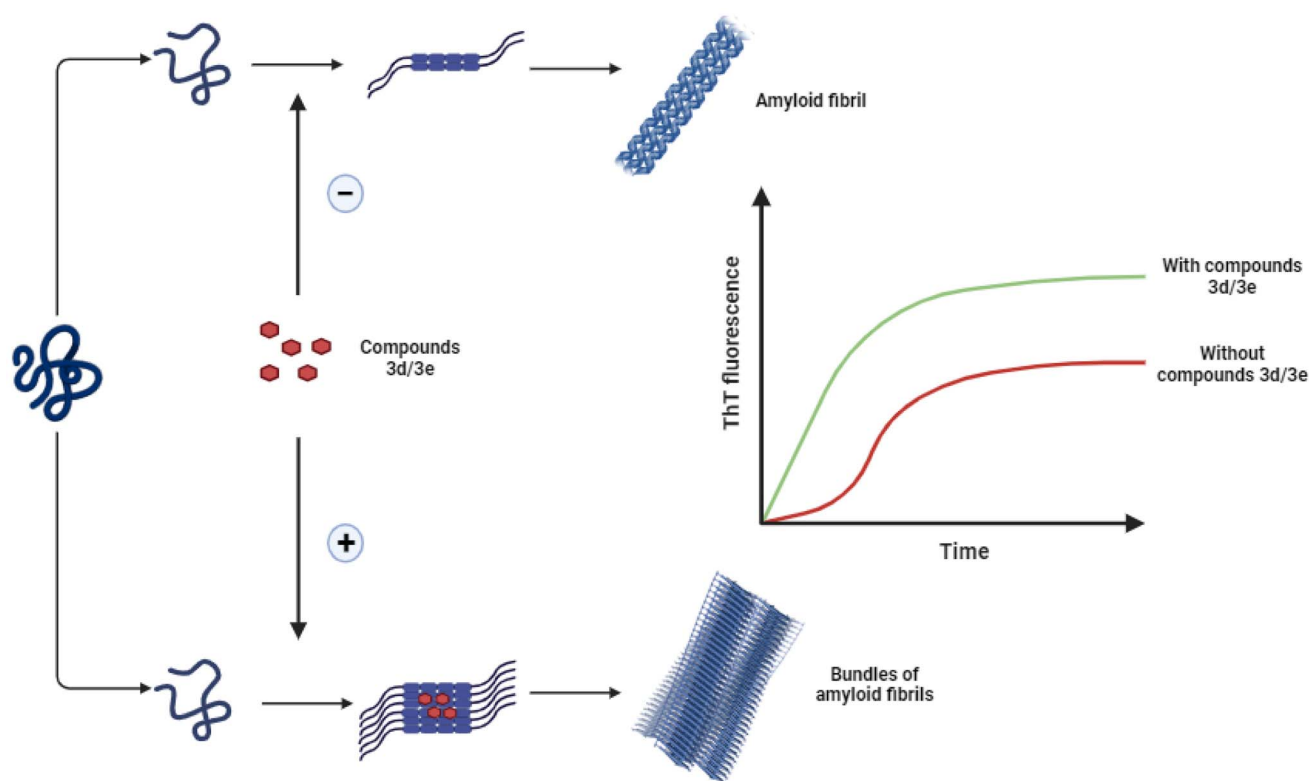 Amyloid fibril
−
Compounds
3d/3e
+
Bundles of
amyloid fibrils
ThT fluorescence
Time
With compounds
3d/3e
Without
compounds 3d/3e